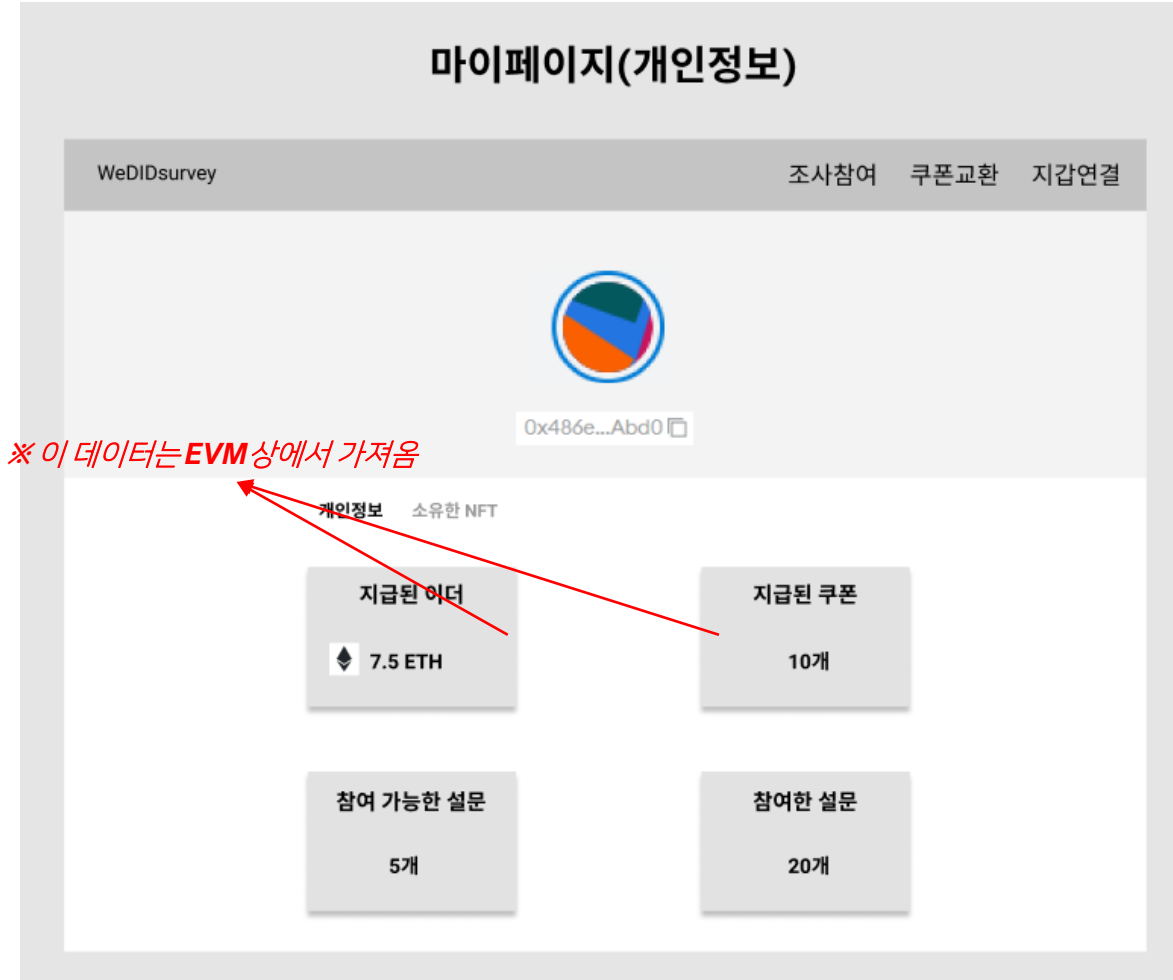 마이페이지(개인정보)
WeDIDsurvey 조사참여 쿠폰교환 지갑연결
0x486e...Abd0
※ 이 데이터는 EVM 상에서 가져옴
개인정보 소유한 NFT
지급된 이더 지급된 쿠폰
7.5 ETH 10개
참여 가능한 설문 참여한 설문
5개 20개